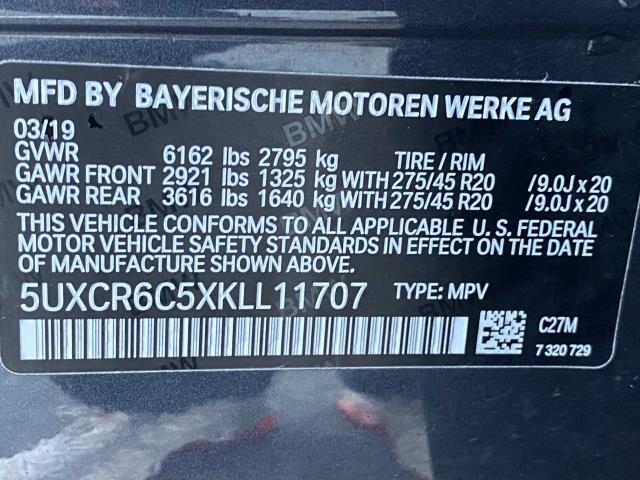 MFD BY BAYERISCHE MOTOREN WERKE AG
03/19
GVWR 6162 lbs 2795 kg TIRE / RIM
GAWR FRONT 2921 lbs 1325 kg WITH 275/45 R20 /9.0J x 20
GAWR REAR 3616 lbs 1640 kg WITH 275/45 R20 /9.0J x 20
THIS VEHICLE CONFORMS TO ALL APPLICABLE U. S. FEDERAL
MOTOR VEHICLE SAFETY STANDARDS IN EFFECT ON THE DATE
OF MANUFACTURE SHOWN ABOVE.
5UXCR6C5XKLL11707 TYPE: MPV
C27M
7 320 729